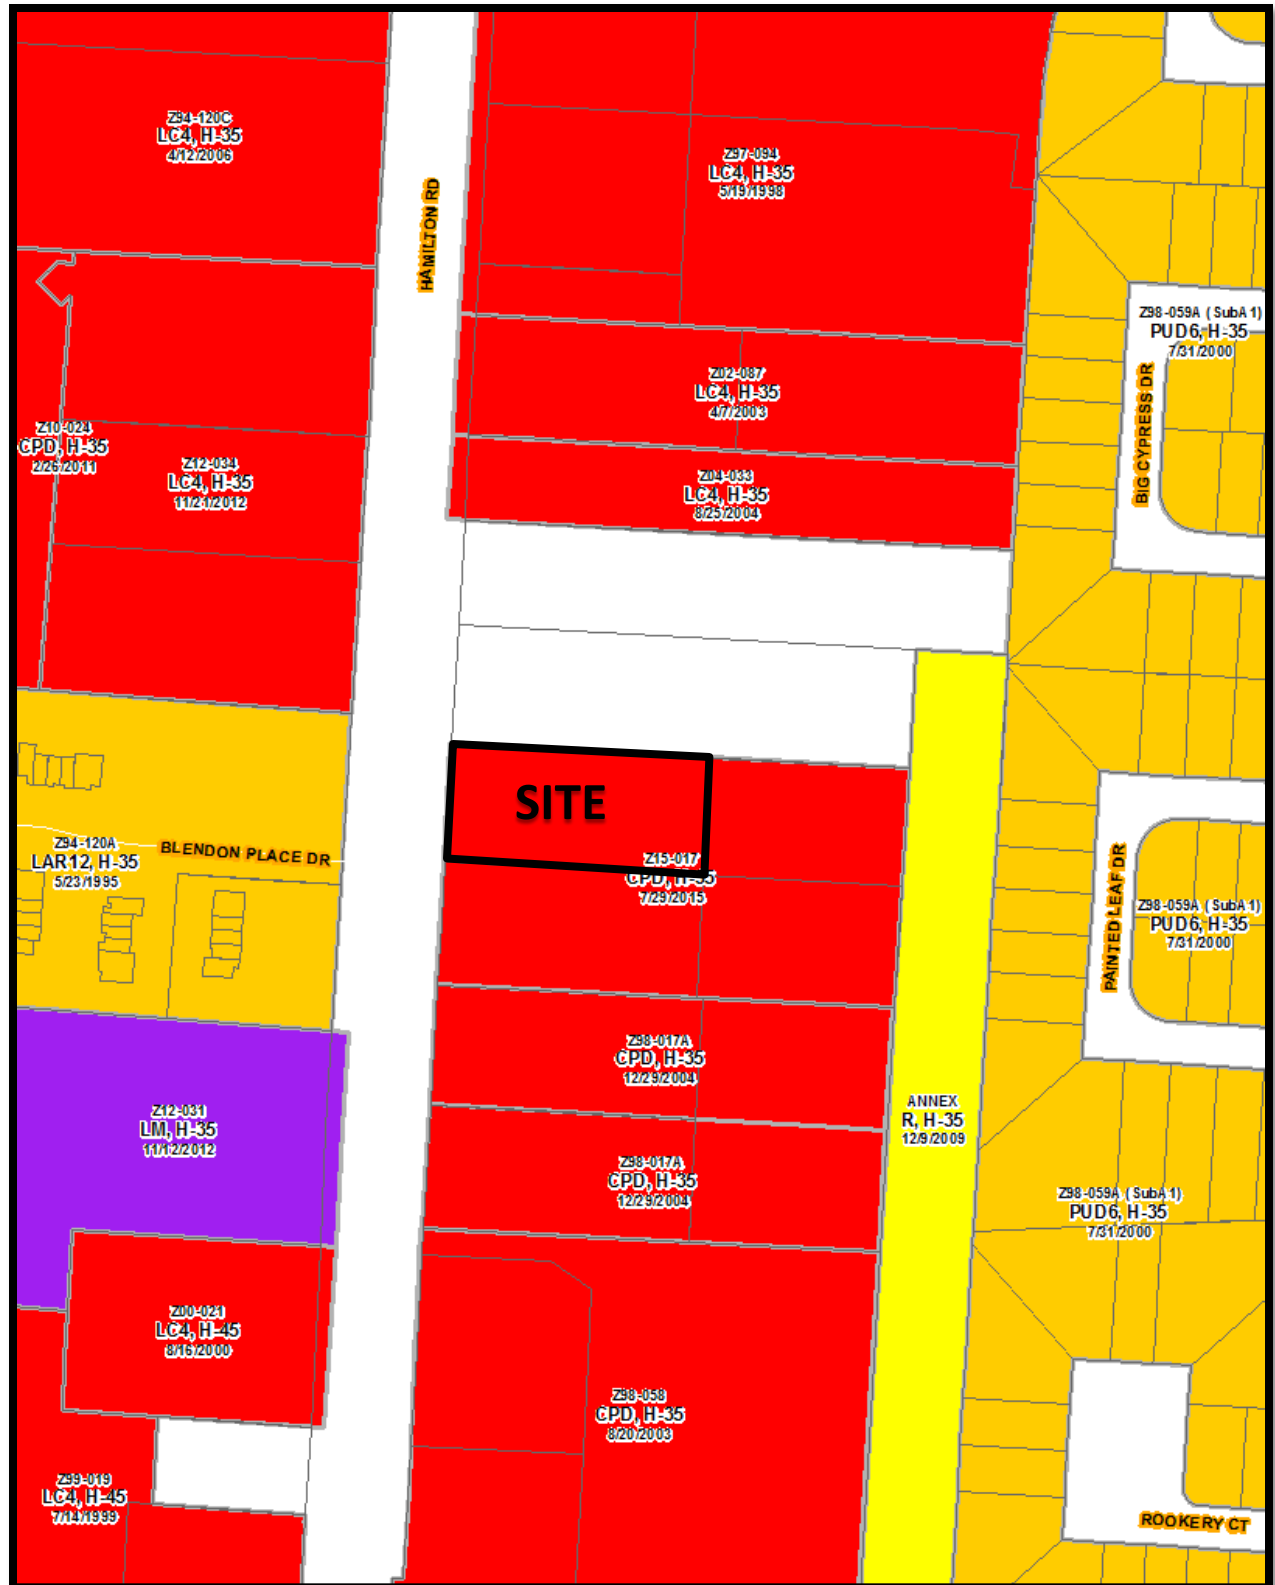 Z94-120C
LC4, H-35
4/12/2006
HAMILTON RD
Z97-094
LC4, H-35
5/19/1998
Z98-059A (SubA1)
PUD6, H-35
7/31/2000
BIG CYPRESS DR
Z02-087
LC4, H-35
4/7/2003
Z10-024
CPD, H-35
2/26/2011
Z12-034
LC4, H-35
11/21/2012
Z04-033
LC4, H-35
8/25/2004
SITE
Z94-120A
LAR12, H-35
5/23/1995
BLENDON PLACE DR
Z15-017
CPD, H-35
7/29/2015
PAINTED LEAF DR
Z98-059A (SubA1)
PUD6, H-35
7/31/2000
Z98-017A
CPD, H-35
12/29/2004
Z12-031
LM, H-35
11/12/2012
ANNEX
R, H-35
12/9/2009
Z98-017A
CPD, H-35
12/29/2004
Z98-059A (SubA1)
PUD6, H-35
7/31/2000
Z00-021
LC4, H-45
8/16/2000
Z98-058
CPD, H-35
8/20/2003
Z99-019
LC4, H-45
7/14/1999
ROOKERY CT